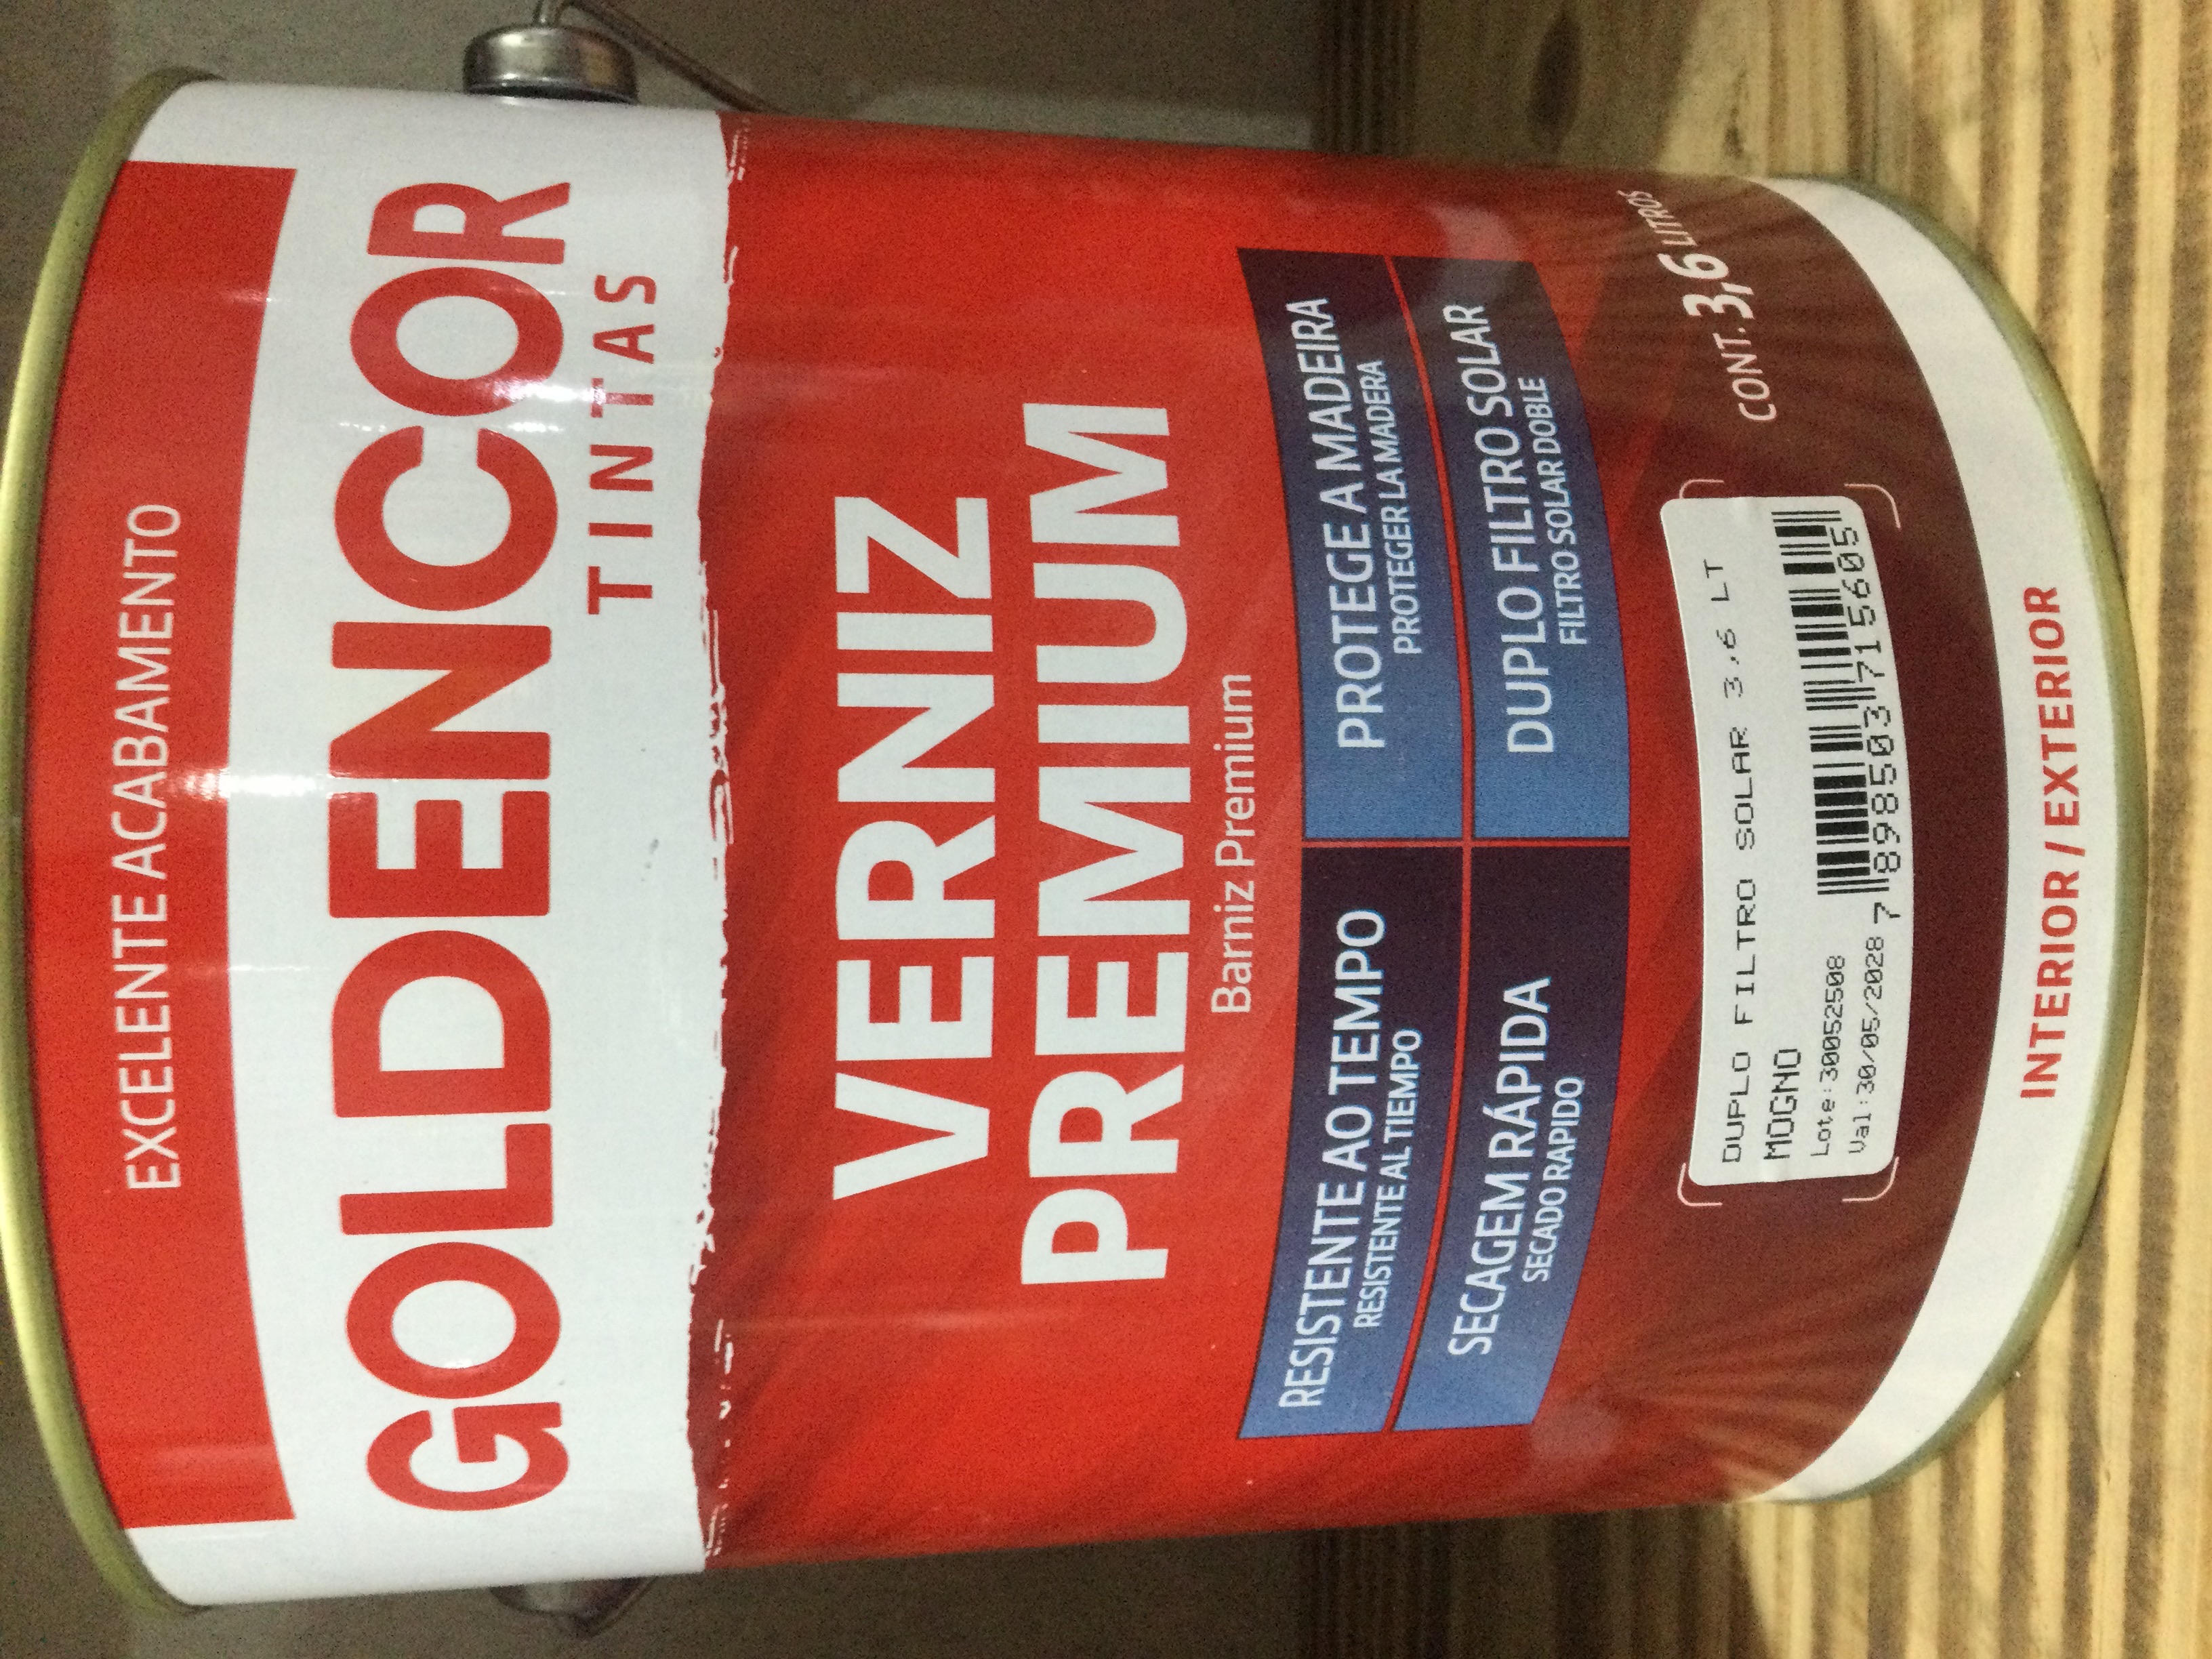 EXCELENTE ACABAMENTO
GOLDENCOR
TINTAS
VERNIZ
PREMIUM
Barniz Premium
RESISTENTE AO TEMPO
RESISTENTE AL TIEMPO
PROTEGE A MADEIRA
PROTEGER LA MADERA
SECAGEM RÁPIDA
SECADO RAPIDO
DUPLO FILTRO SOLAR
FILTRO SOLAR DOBLE
CONT. 3,6 LITROS
DUPLO FILTRO SOLAR 3,6 LT
MOGNO
Lote:30052508
Val:30/05/2028
7 898503 715605
INTERIOR / EXTERIOR